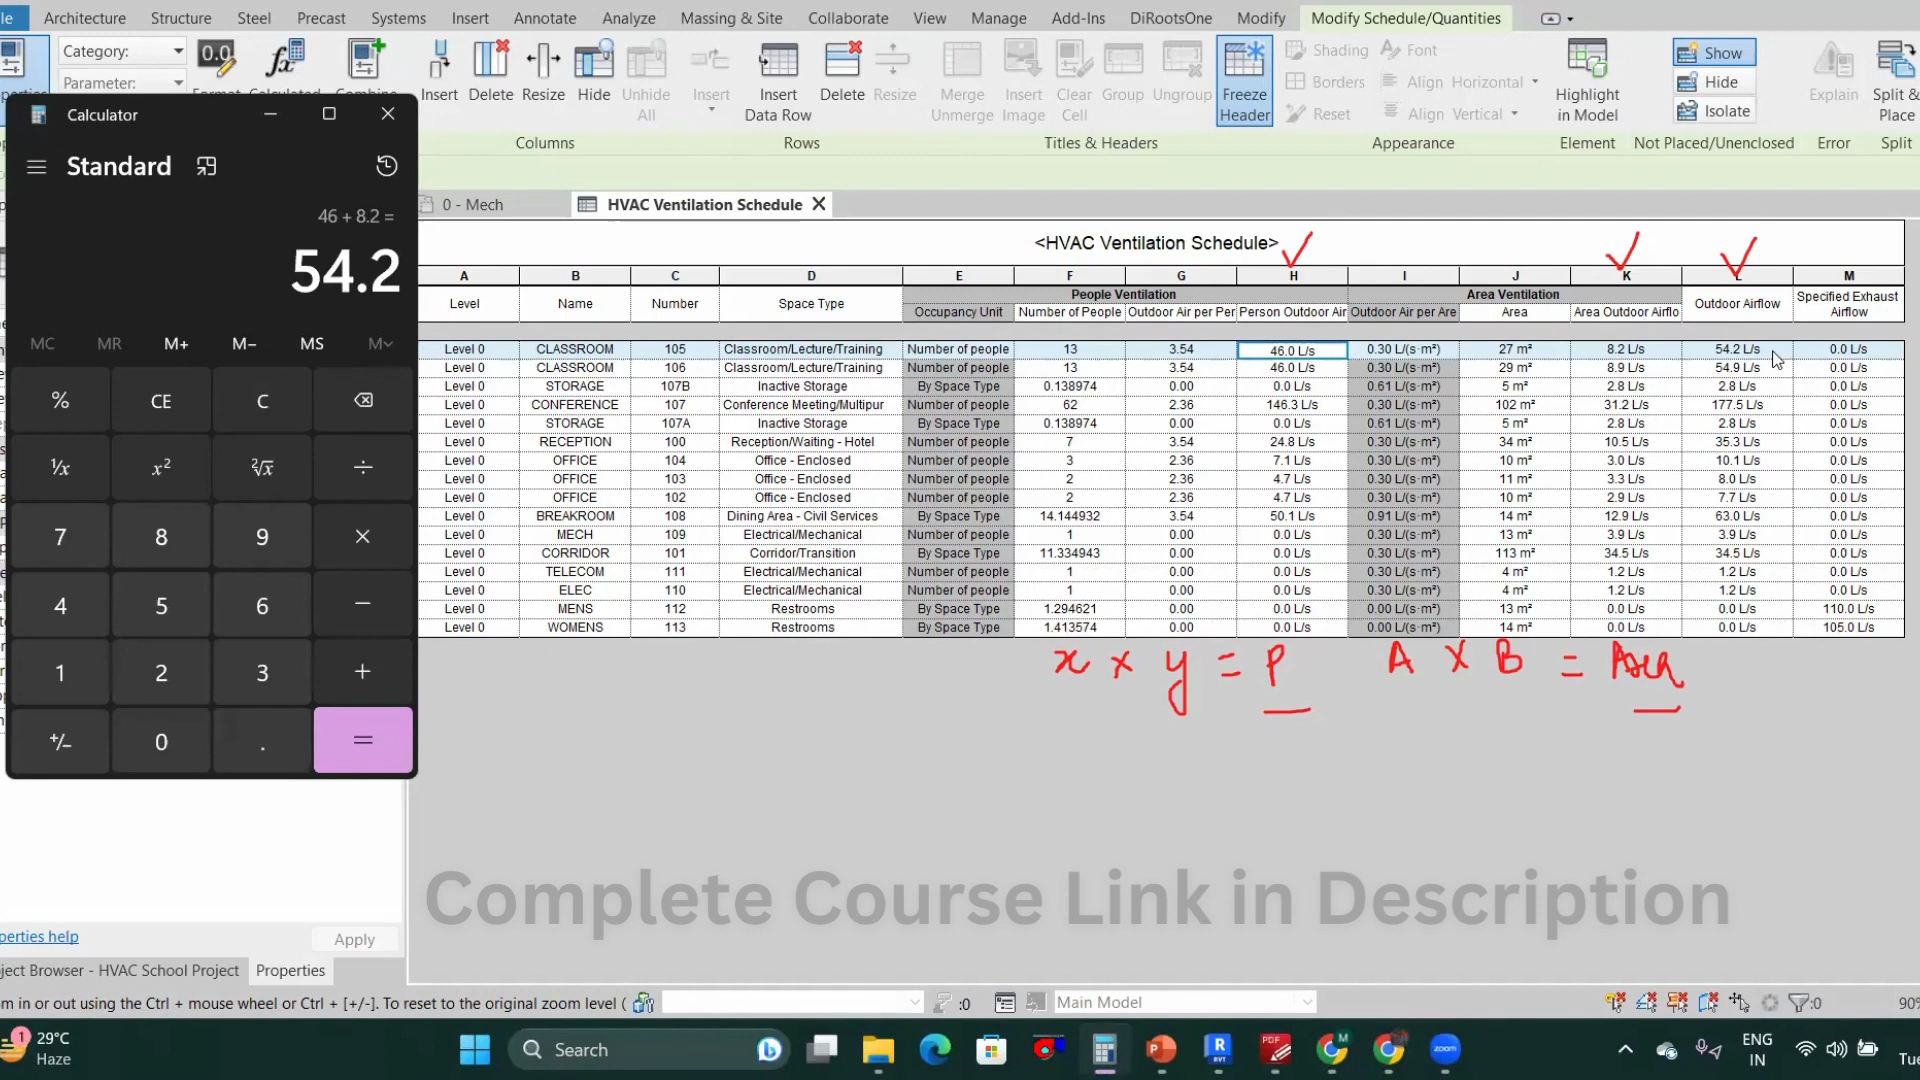 Architecture Structure Steel Precast Systems Insert Annotate Analyze Massing & Site Collaborate View Manage Add-Ins DiRootsOne Modify Modify Schedule/Quantities
Category:
Parameter:
Insert Delete Resize Hide Unhide All
Insert Insert Data Row Delete Resize
Merge Unmerge Insert Image Clear Cell Group Ungroup Freeze Header
Shading Font
Borders Align Horizontal
Reset Align Vertical
Highlight in Model
Show
Hide
Isolate
Explain Split & Place
Columns Rows Titles & Headers Appearance Element Not Placed/Unenclosed Error Split
Calculator
Standard
46 + 8.2 =
54.2
MC MR M+ M− MS M
% CE C
¹/x x² ²√x ÷
7 8 9 ×
4 5 6 −
1 2 3 +
+/− 0 . =
0 - Mech HVAC Ventilation Schedule
<HVAC Ventilation Schedule>
A B C D E F G H I J K L M
Level Name Number Space Type People Ventilation Area Ventilation Outdoor Airflow Specified Exhaust Airflow
Occupancy Unit Number of People Outdoor Air per Per Person Outdoor Air Outdoor Air per Are Area Area Outdoor Airflo
Level 0 CLASSROOM 105 Classroom/Lecture/Training Number of people 13 3.54 46.0 L/s 0.30 L/(s·m²) 27 m² 8.2 L/s 54.2 L/s 0.0 L/s
Level 0 CLASSROOM 106 Classroom/Lecture/Training Number of people 13 3.54 46.0 L/s 0.30 L/(s·m²) 29 m² 8.9 L/s 54.9 L/s 0.0 L/s
Level 0 STORAGE 107B Inactive Storage By Space Type 0.138974 0.00 0.0 L/s 0.61 L/(s·m²) 5 m² 2.8 L/s 2.8 L/s 0.0 L/s
Level 0 CONFERENCE 107 Conference Meeting/Multipur Number of people 62 2.36 146.3 L/s 0.30 L/(s·m²) 102 m² 31.2 L/s 177.5 L/s 0.0 L/s
Level 0 STORAGE 107A Inactive Storage By Space Type 0.138974 0.00 0.0 L/s 0.61 L/(s·m²) 5 m² 2.8 L/s 2.8 L/s 0.0 L/s
Level 0 RECEPTION 100 Reception/Waiting - Hotel Number of people 7 3.54 24.8 L/s 0.30 L/(s·m²) 34 m² 10.5 L/s 35.3 L/s 0.0 L/s
Level 0 OFFICE 104 Office - Enclosed Number of people 3 2.36 7.1 L/s 0.30 L/(s·m²) 10 m² 3.0 L/s 10.1 L/s 0.0 L/s
Level 0 OFFICE 103 Office - Enclosed Number of people 2 2.36 4.7 L/s 0.30 L/(s·m²) 11 m² 3.3 L/s 8.0 L/s 0.0 L/s
Level 0 OFFICE 102 Office - Enclosed Number of people 2 2.36 4.7 L/s 0.30 L/(s·m²) 10 m² 2.9 L/s 7.7 L/s 0.0 L/s
Level 0 BREAKROOM 108 Dining Area - Civil Services By Space Type 14.144932 3.54 50.1 L/s 0.91 L/(s·m²) 14 m² 12.9 L/s 63.0 L/s 0.0 L/s
Level 0 MECH 109 Electrical/Mechanical Number of people 1 0.00 0.0 L/s 0.30 L/(s·m²) 13 m² 3.9 L/s 3.9 L/s 0.0 L/s
Level 0 CORRIDOR 101 Corridor/Transition By Space Type 11.334943 0.00 0.0 L/s 0.30 L/(s·m²) 113 m² 34.5 L/s 34.5 L/s 0.0 L/s
Level 0 TELECOM 111 Electrical/Mechanical Number of people 1 0.00 0.0 L/s 0.30 L/(s·m²) 4 m² 1.2 L/s 1.2 L/s 0.0 L/s
Level 0 ELEC 110 Electrical/Mechanical Number of people 1 0.00 0.0 L/s 0.30 L/(s·m²) 4 m² 1.2 L/s 1.2 L/s 0.0 L/s
Level 0 MENS 112 Restrooms By Space Type 1.294621 0.00 0.0 L/s 0.00 L/(s·m²) 13 m² 0.0 L/s 0.0 L/s 110.0 L/s
Level 0 WOMENS 113 Restrooms By Space Type 1.413574 0.00 0.0 L/s 0.00 L/(s·m²) 14 m² 0.0 L/s 0.0 L/s 105.0 L/s
x × y = P A X B = Area
Complete Course Link in Description
perties help Apply
ject Browser - HVAC School Project Properties
m in or out using the Ctrl + mouse wheel or Ctrl + [+/-]. To reset to the original zoom level ( :0 Main Model :0 90%
29°C
Haze
Search
zoom
ENG
IN
Tue